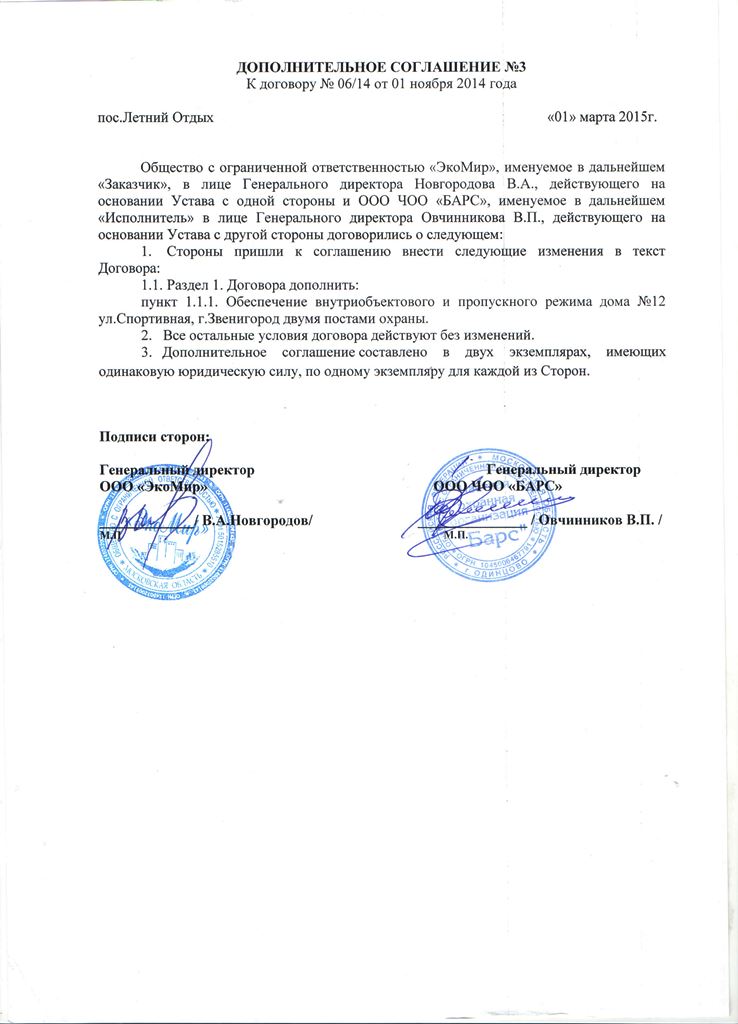 ДОПОЛНИТЕЛЬНОЕ СОГЛАШЕНИЕ №3
К договору № 06/14 от 01 ноября 2014 года
пос.Летний Отдых «01» марта 2015г.
Общество с ограниченной ответственностью «ЭкоМир», именуемое в дальнейшем
«Заказчик», в лице Генерального директора Новгородова В.А., действующего на
основании Устава с одной стороны и ООО ЧОО «БАРС», именуемое в дальнейшем
«Исполнитель» в лице Генерального директора Овчинникова В.П., действующего на
основании Устава с другой стороны договорились о следующем:
1. Стороны пришли к соглашению внести следующие изменения в текст
Договора:
1.1. Раздел 1. Договора дополнить:
пункт 1.1.1. Обеспечение внутриобъектового и пропускного режима дома №12
ул.Спортивная, г.Звенигород двумя постами охраны.
2. Все остальные условия договора действуют без изменений.
3. Дополнительное соглашение составлено в двух экземплярах, имеющих
одинаковую юридическую силу, по одному экземпляру для каждой из Сторон.
Подписи сторон:
Генеральный директор Генеральный директор
ООО «ЭкоМир» ООО ЧОО «БАРС»
/ В.А.Новгородов/ / Овчинников В.П. /
М.П. М.П.
МОСКОВСКАЯ ОБЛАСТЬ
организация
"Барс"
г. ОДИНЦОВО